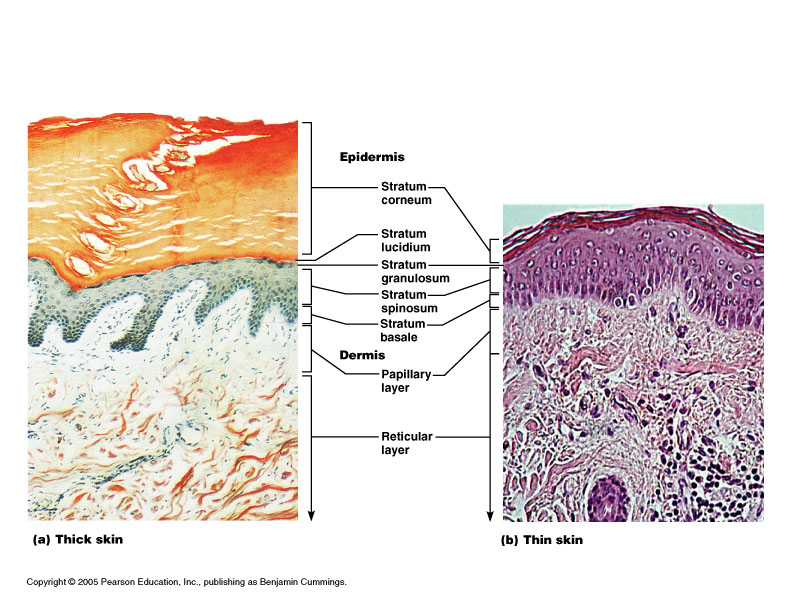 Epidermis
Stratum
corneum
Stratum
lucidium
Stratum
granulosum
Stratum
spinosum
Stratum
basale
Dermis
Papillary
layer
Reticular
layer
(a) Thick skin
(b) Thin skin
Copyright © 2005 Pearson Education, Inc., publishing as Benjamin Cummings.